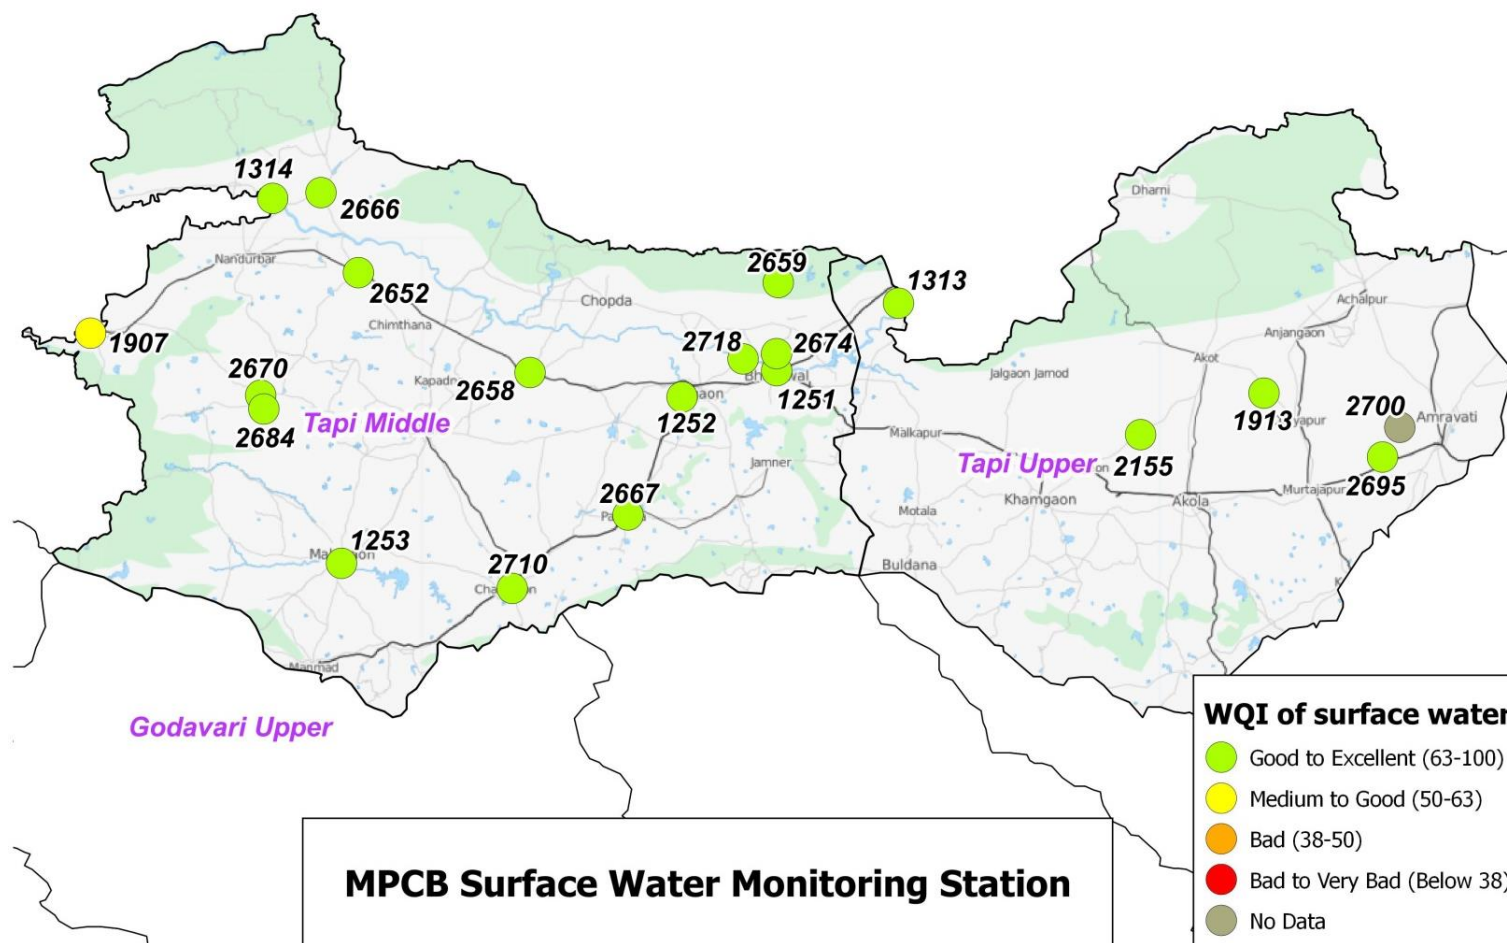 1314
2666
Dharni
2659
Nandurbar
2652
1313
Chopda
Achalpur
1907
Chimthana
2718
2674
Anjangaon
Akot
2670
2658
Jalgaon Jamod
1251
1252
1913
2700
Amravati
2684
Tapi Middle
Malkapur
2155
Jamner
Tapi Upper
2695
2667
Khamgaon
Akola
Murtajapur
Motala
1253
2710
Buldana
Manmad
Godavari Upper
WQI of surface water
Good to Excellent (63-100)
Medium to Good (50-63)
Bad (38-50)
Bad to Very Bad (Below 38)
No Data
MPCB Surface Water Monitoring Station